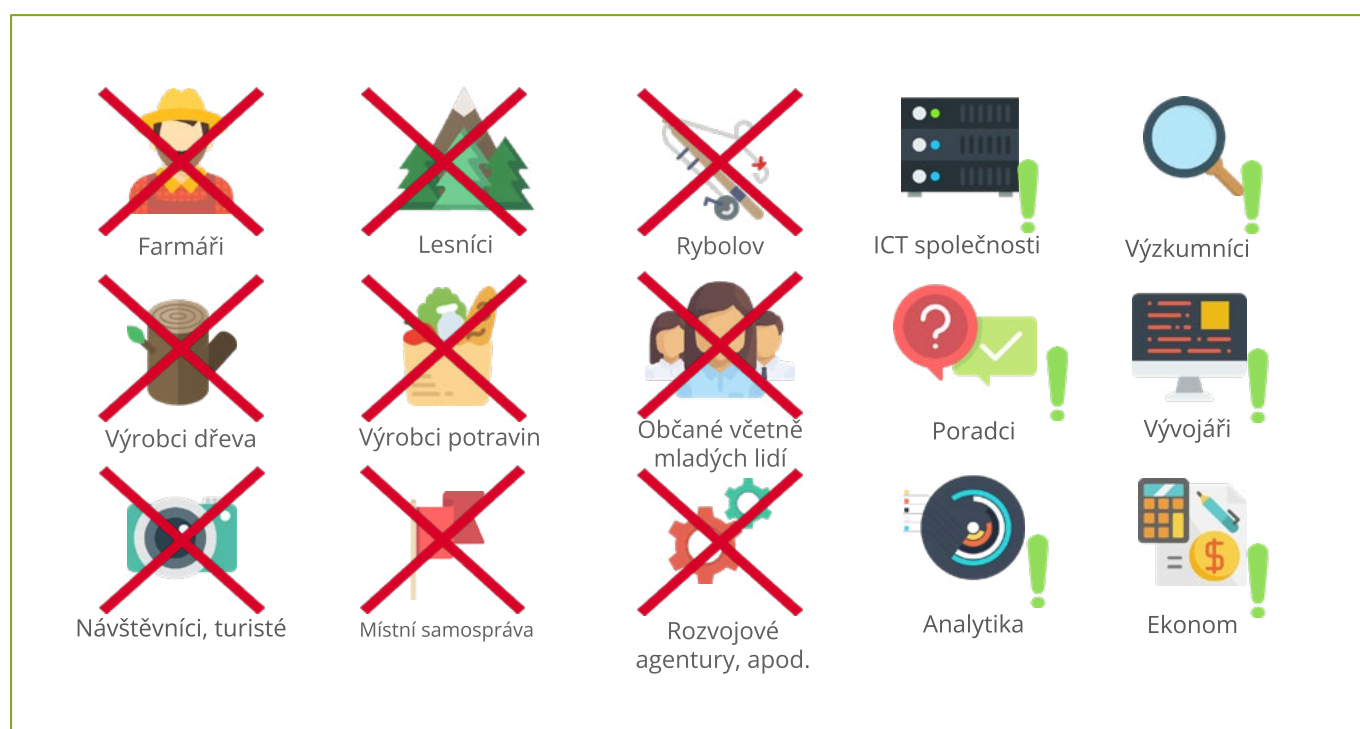 Farmáři
Lesníci
Rybolov
ICT společnosti
Výzkumníci
Výrobci dřeva
Výrobci potravin
Občané včetně
mladých lidí
Poradci
Vývojáři
Návštěvníci, turisté
Místní samospráva
Rozvojové
agentury, apod.
Analytika
Ekonom